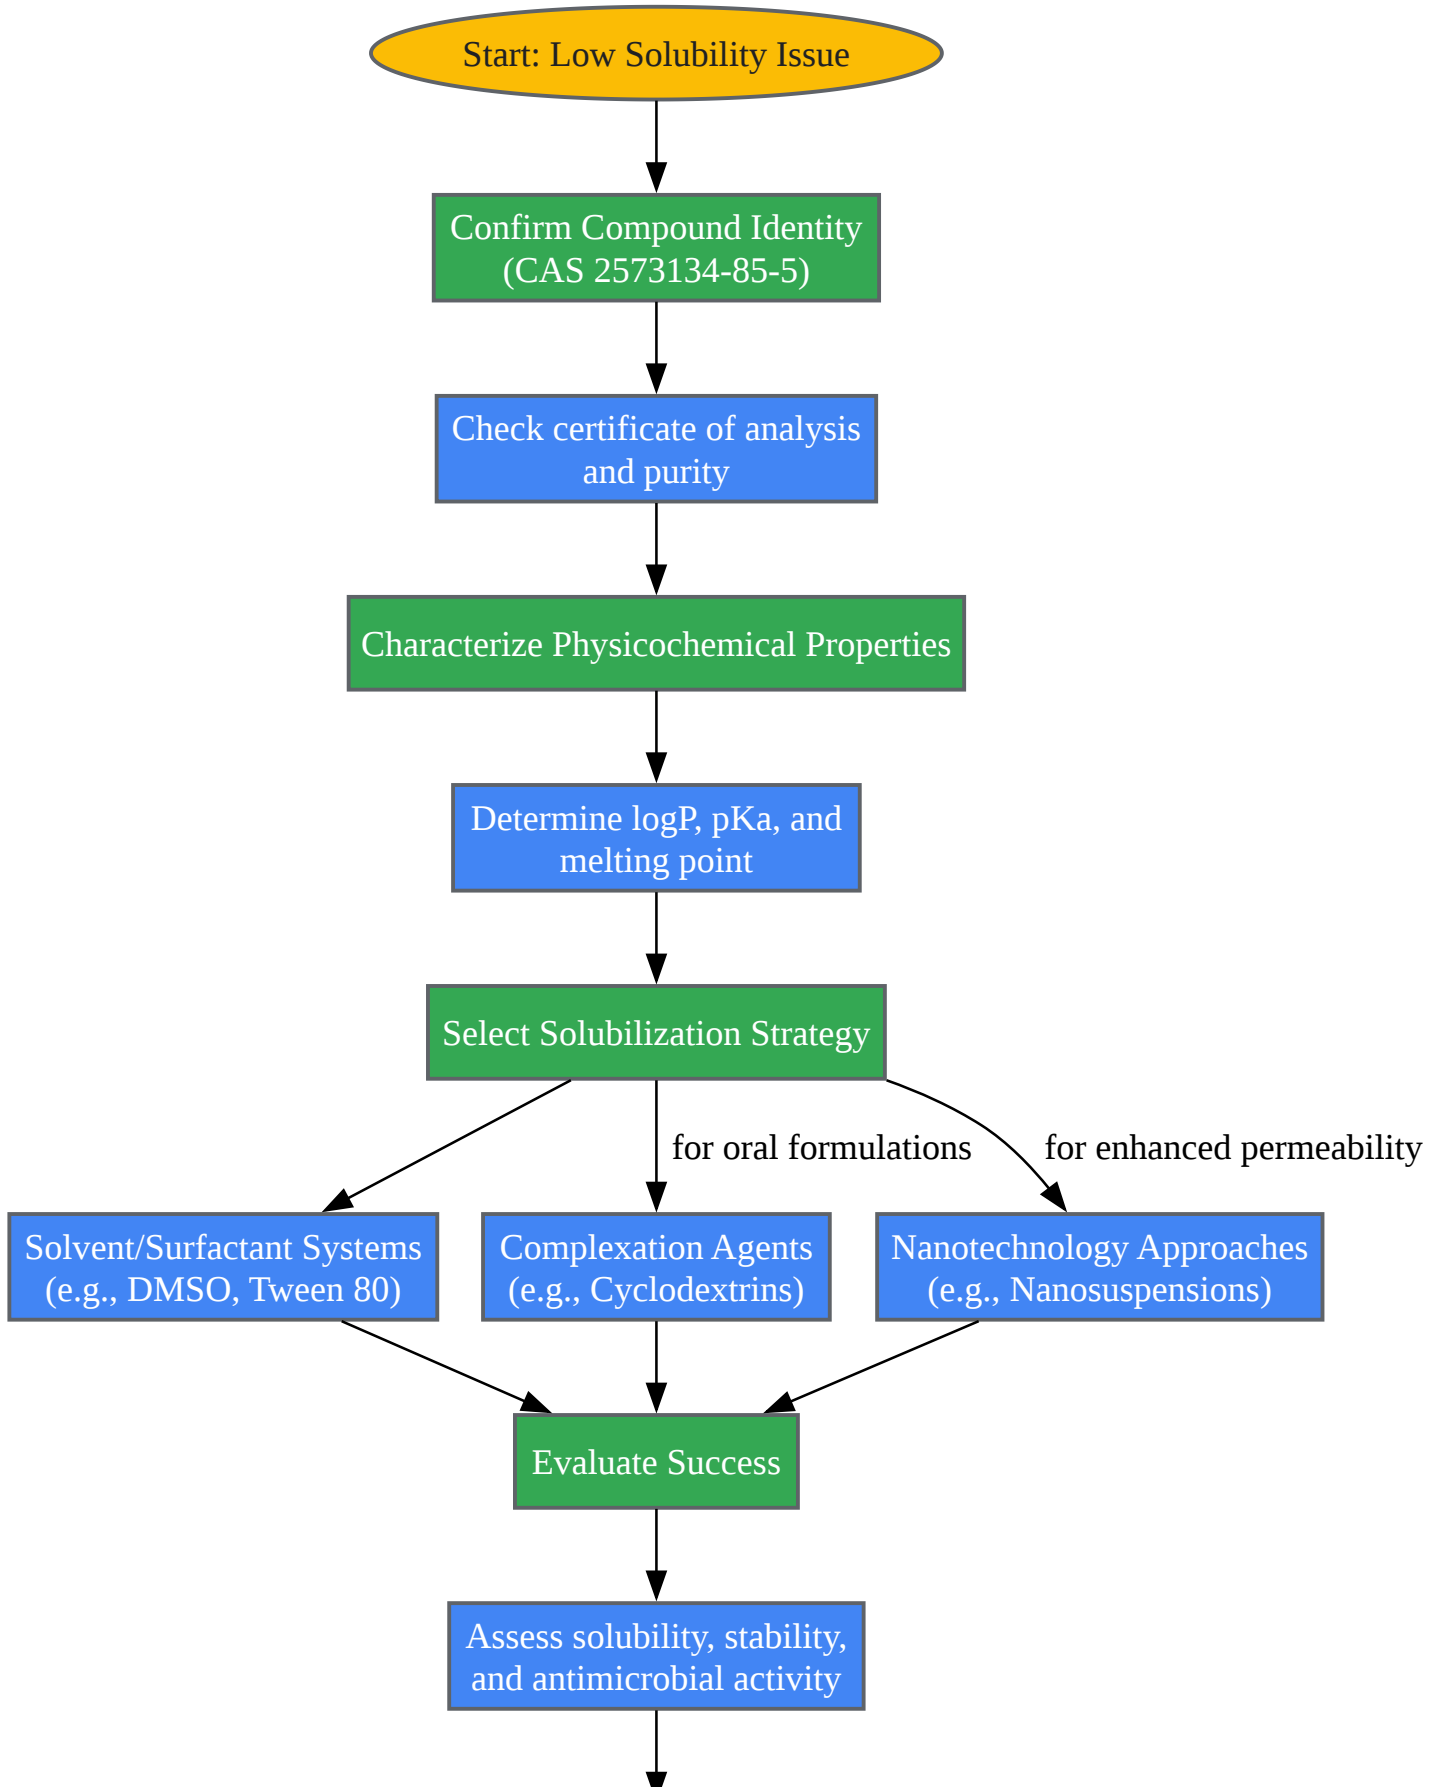 Start: Low Solubility Issue
Confirm Compound Identity
(CAS 2573134-85-5)
Check certificate of analysis
and purity
Characterize Physicochemical Properties
Determine logP, pKa, and
melting point
Select Solubilization Strategy
for oral formulations
for enhanced permeability
Solvent/Surfactant Systems
(e.g., DMSO, Tween 80)
Complexation Agents
(e.g., Cyclodextrins)
Nanotechnology Approaches
(e.g., Nanosuspensions)
Evaluate Success
Assess solubility, stability,
and antimicrobial activity